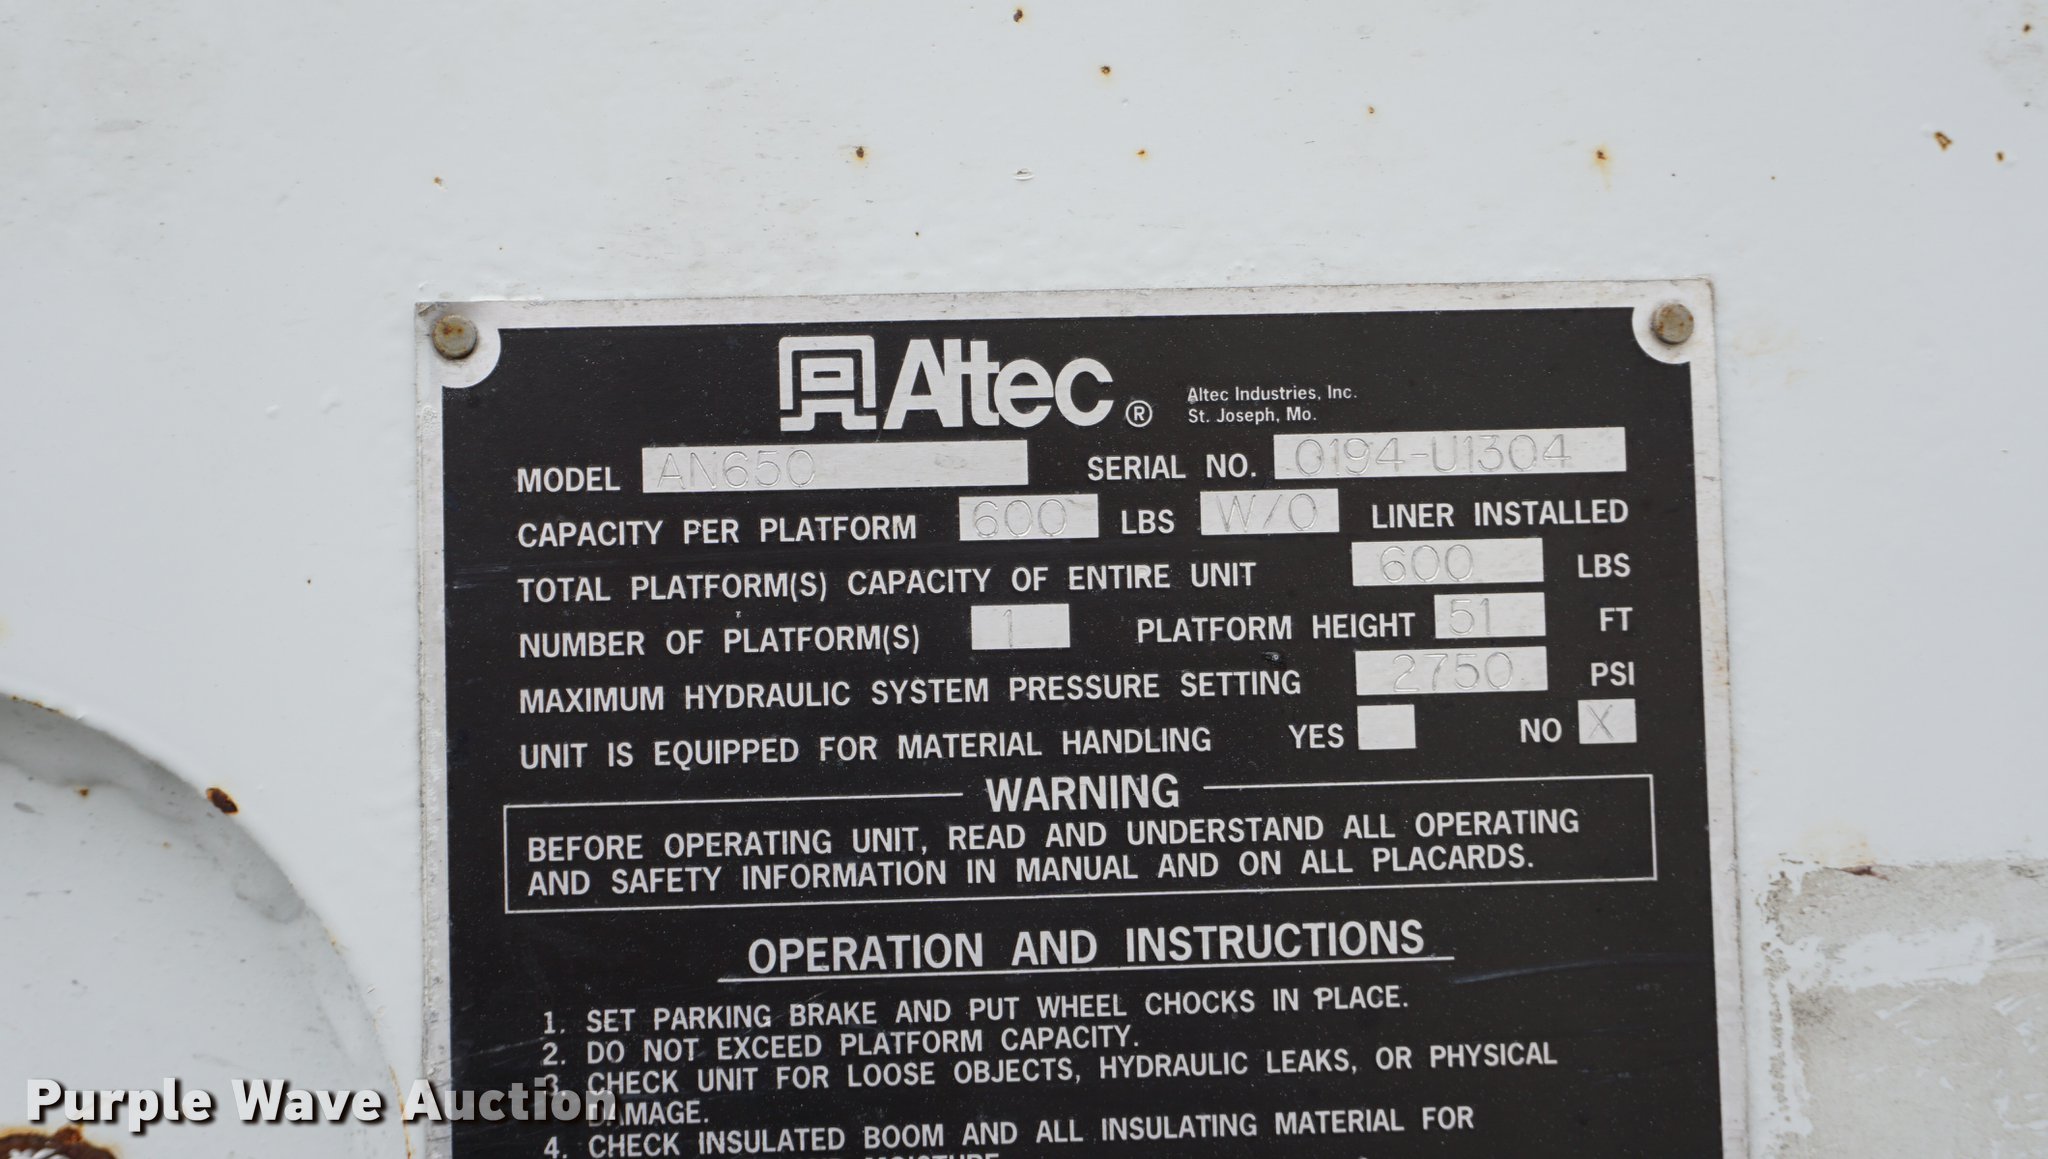 Altec®
Altec Industries, Inc.
St. Joseph, Mo.
MODEL AN650 SERIAL NO. 0194-U1304
CAPACITY PER PLATFORM 600 LBS W/O LINER INSTALLED
TOTAL PLATFORM(S) CAPACITY OF ENTIRE UNIT 600 LBS
NUMBER OF PLATFORM(S) 1 PLATFORM HEIGHT 51 FT
MAXIMUM HYDRAULIC SYSTEM PRESSURE SETTING 2750 PSI
UNIT IS EQUIPPED FOR MATERIAL HANDLING YES NO X
WARNING
BEFORE OPERATING UNIT, READ AND UNDERSTAND ALL OPERATING
AND SAFETY INFORMATION IN MANUAL AND ON ALL PLACARDS.
OPERATION AND INSTRUCTIONS
1. SET PARKING BRAKE AND PUT WHEEL CHOCKS IN PLACE.
2. DO NOT EXCEED PLATFORM CAPACITY.
3. CHECK UNIT FOR LOOSE OBJECTS, HYDRAULIC LEAKS, OR PHYSICAL
DAMAGE.
4. CHECK INSULATED BOOM AND ALL INSULATING MATERIAL FOR
MOISTURE
Purple Wave Auction